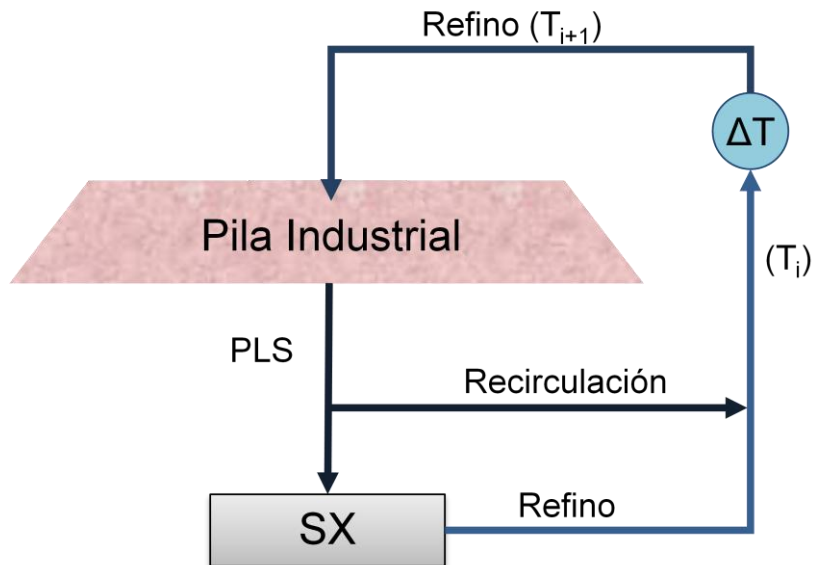 Refino (Tᵢ₊₁)
ΔT
Pila Industrial
(Tᵢ)
PLS
Recirculación
SX
Refino